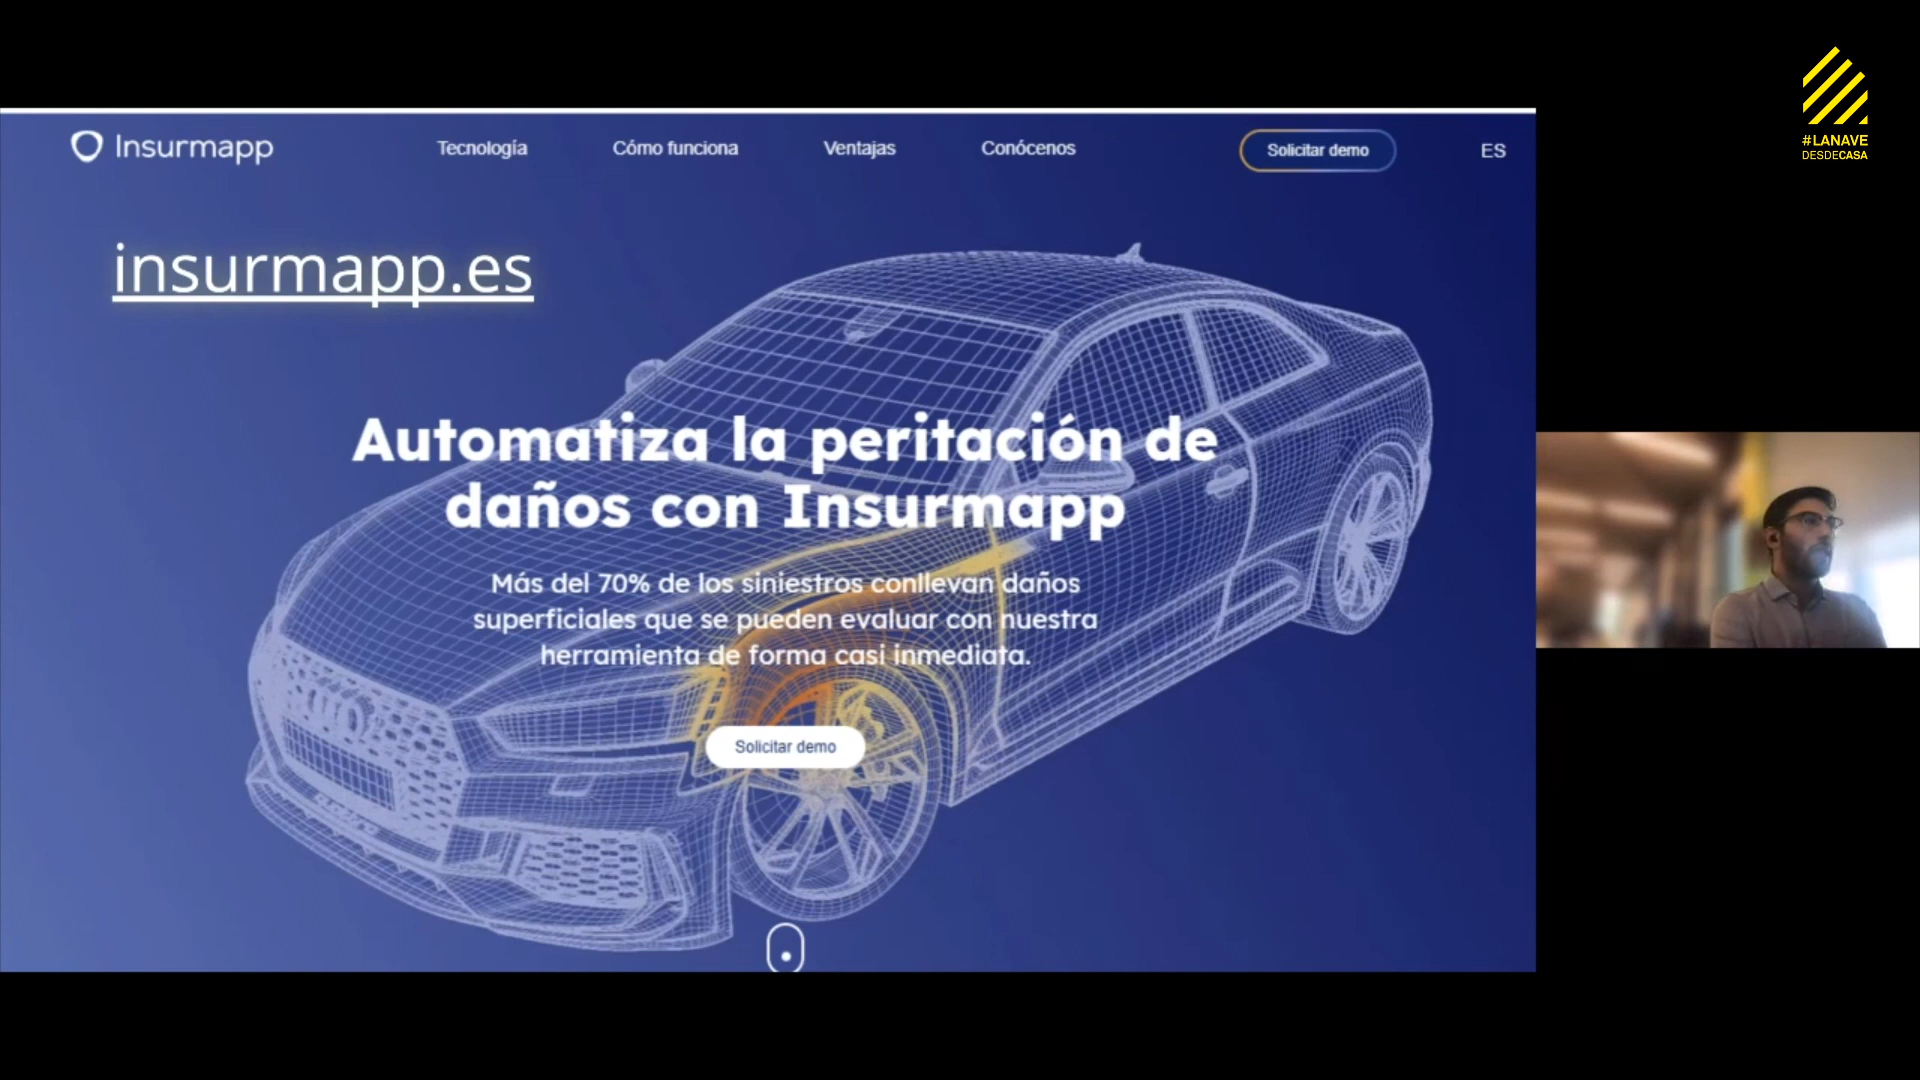 Insurmapp
Tecnología
Cómo funciona
Ventajas
Conócenos
Solicitar demo
ES
#LANAVE
DESDECASA
insurmapp.es
Automatiza la peritación de
daños con Insurmapp
Más del 70% de los siniestros conllevan daños
superficiales que se pueden evaluar con nuestra
herramienta de forma casi inmediata.
Solicitar demo